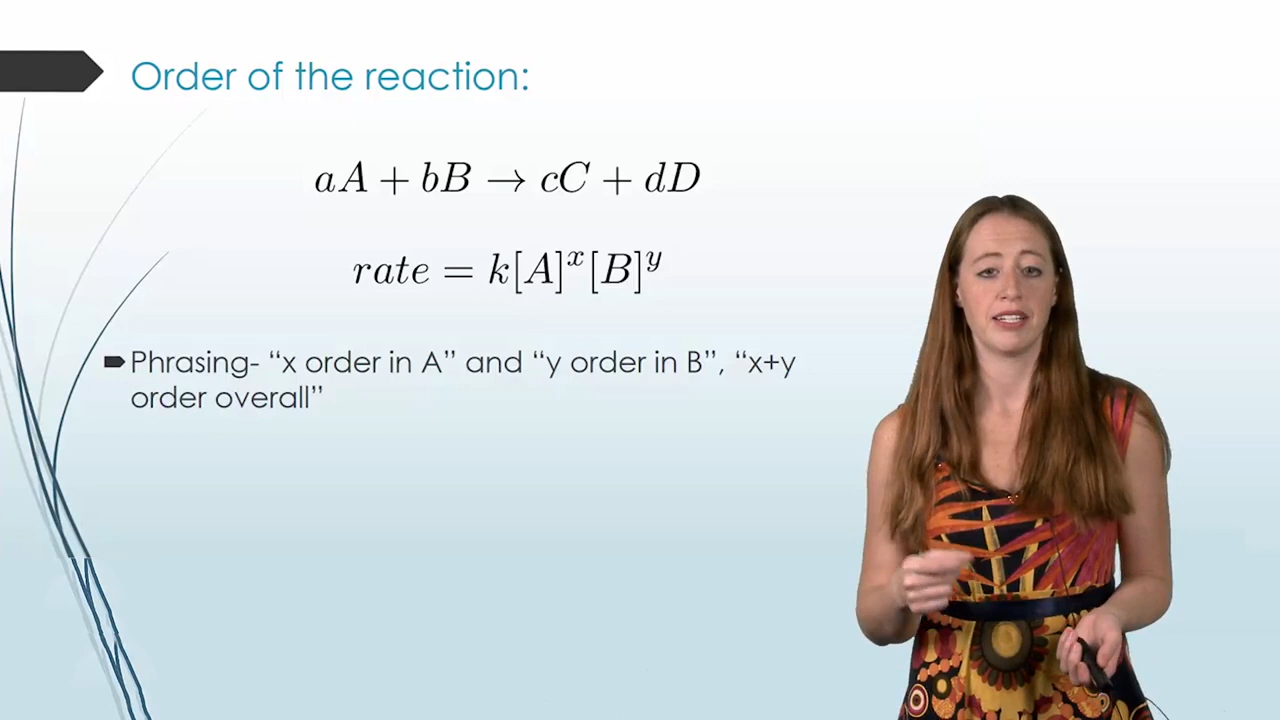 Order of the reaction:
aA + bB → cC + dD
rate = k[A]^x[B]^y
Phrasing- “x order in A” and “y order in B”, “x+y
order overall”